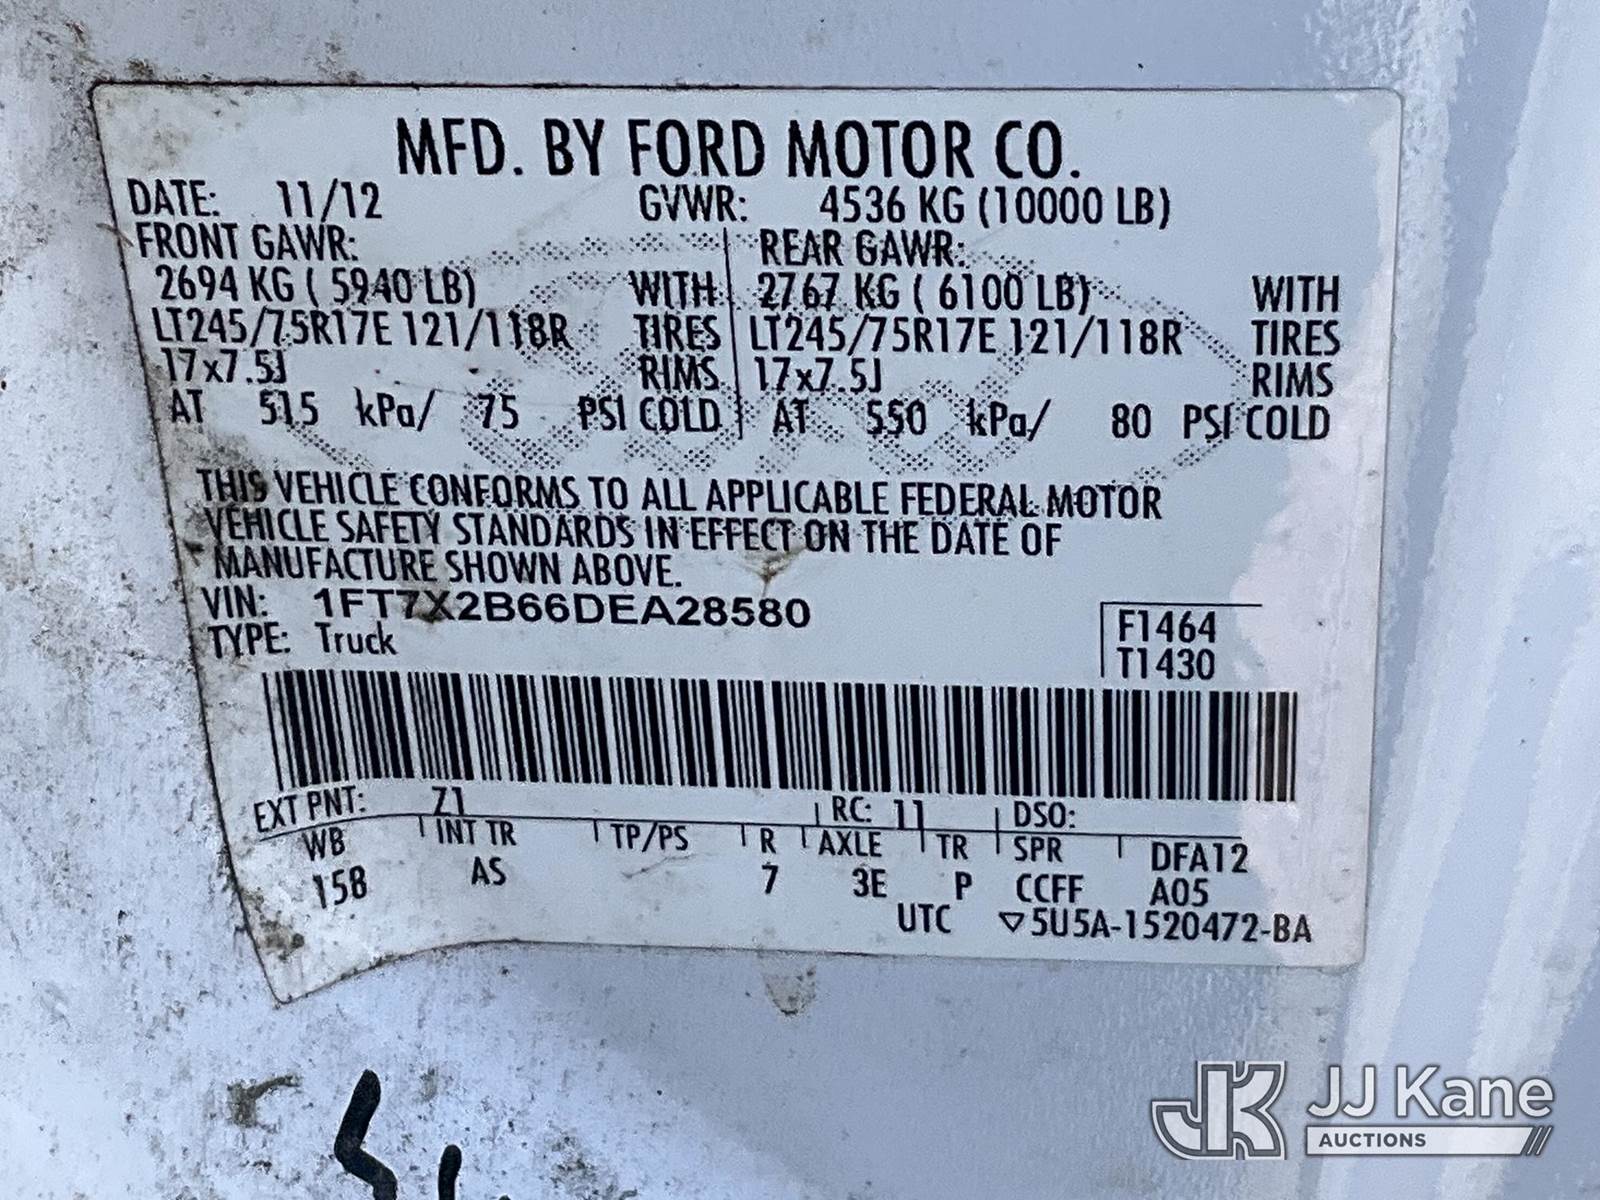 MFD. BY FORD MOTOR CO.
DATE: 11/12 GVWR: 4536 KG (10000 LB)
FRONT GAWR: REAR GAWR:
2694 KG ( 5940 LB) WITH 2767 KG ( 6100 LB) WITH
LT245/75R17E 121/118R TIRES LT245/75R17E 121/118R TIRES
17x7.5J RIMS 17x7.5J RIMS
AT 515 kPa/ 75 PSI COLD AT 550 kPa/ 80 PSI COLD
THIS VEHICLE CONFORMS TO ALL APPLICABLE FEDERAL MOTOR
VEHICLE SAFETY STANDARDS IN EFFECT ON THE DATE OF
MANUFACTURE SHOWN ABOVE.
VIN: 1FT7X2B66DEA28580
TYPE: Truck
F1464
T1430
EXT PNT: Z1 RC: 11 DSO:
WB INT TR TP/PS R AXLE TR SPR DFA12
158 AS 7 3E P CCFF A05
UTC ▽5U5A-1520472-BA
JK JJ Kane
AUCTIONS